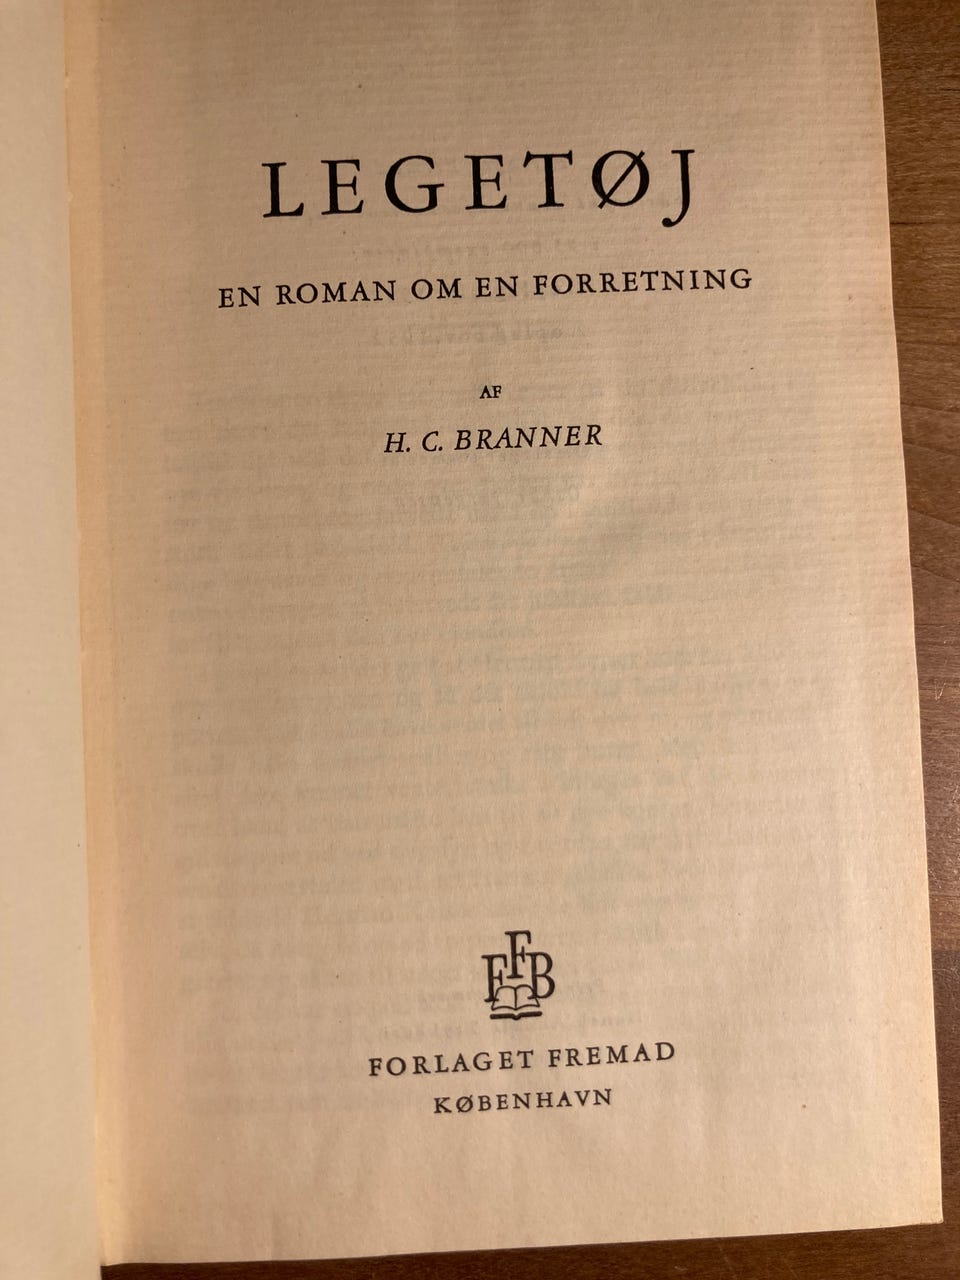 LEGETØJ
EN ROMAN OM EN FORRETNING
AF
H. C. BRANNER
FFB
FORLAGET FREMAD
KØBENHAVN